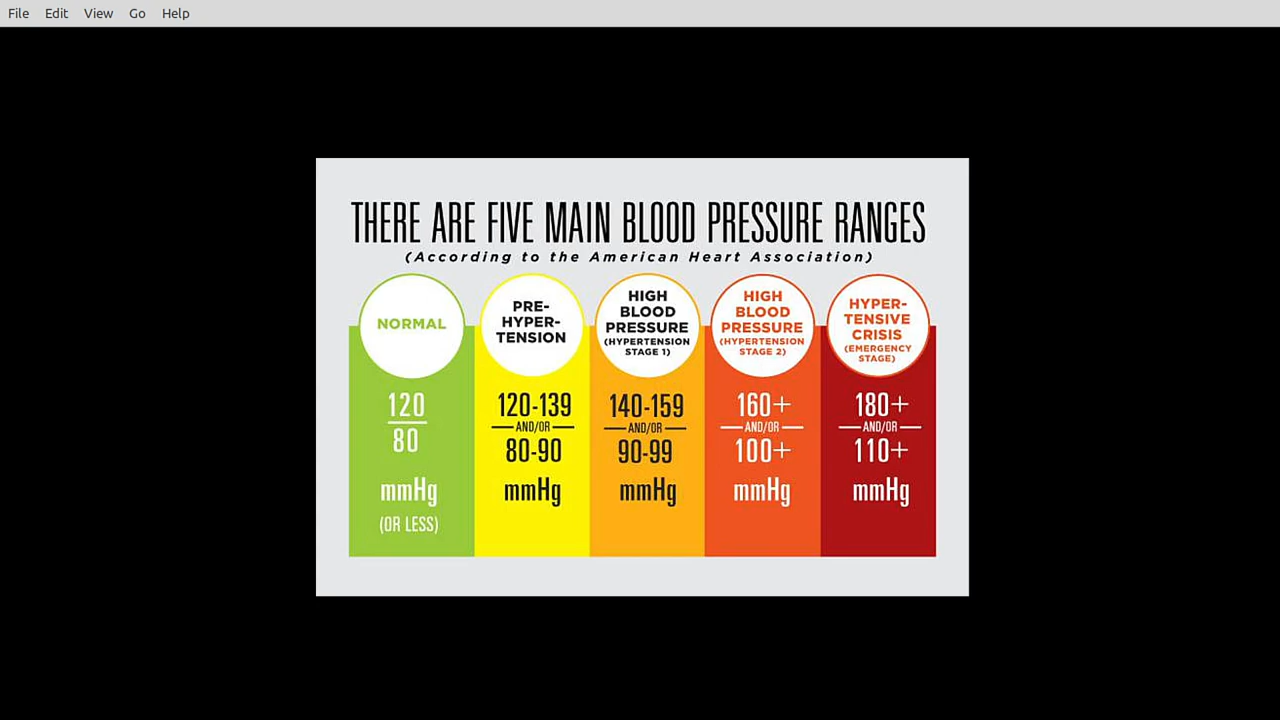 File Edit View Go Help
THERE ARE FIVE MAIN BLOOD PRESSURE RANGES
(According to the American Heart Association)
NORMAL
120
80
mmHg
(OR LESS)
PRE-
HYPER-
TENSION
120-139
AND/OR
80-90
mmHg
HIGH
BLOOD
PRESSURE
(HYPERTENSION
STAGE 1)
140-159
AND/OR
90-99
mmHg
HIGH
BLOOD
PRESSURE
(HYPERTENSION
STAGE 2)
160+
AND/OR
100+
mmHg
HYPER-
TENSIVE
CRISIS
(EMERGENCY
STAGE)
180+
AND/OR
110+
mmHg